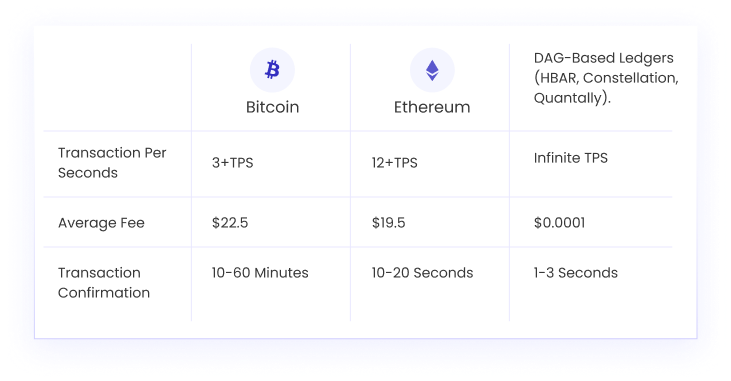 Bitcoin
Ethereum
DAG-Based Ledgers
(HBAR, Constellation,
Quantally).
Transaction Per
Seconds
3+TPS
12+TPS
Infinite TPS
Average Fee
$22.5
$19.5
$0.0001
Transaction
Confirmation
10-60 Minutes
10-20 Seconds
1-3 Seconds